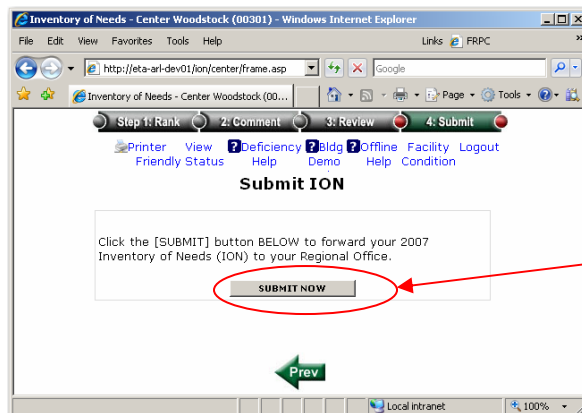 Inventory of Needs - Center Woodstock (00301) - Windows Internet Explorer
File Edit View Favorites Tools Help Links FRPC »
http://eta-arl-dev01/ion/center/frame.asp Google
Inventory of Needs - Center Woodstock (00... Page Tools
Step 1: Rank 2: Comment 3: Review 4: Submit
Printer Friendly View Status ?Deficiency Help ?Bldg Demo ?Offline Help Facility Condition Logout
Submit ION
Click the [SUBMIT] button BELOW to forward your 2007
Inventory of Needs (ION) to your Regional Office.
SUBMIT NOW
Prev
Local intranet 100%